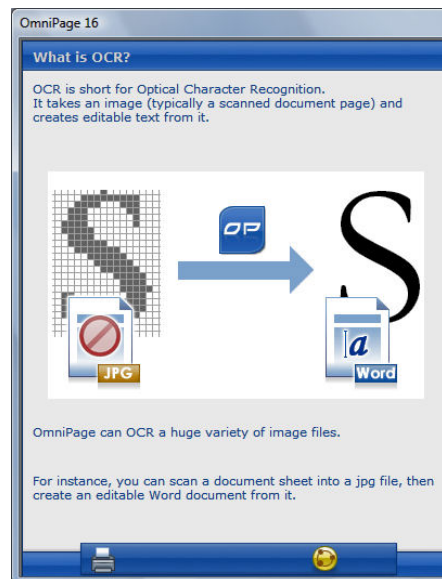 OmniPage 16
What is OCR?
OCR is short for Optical Character Recognition.
It takes an image (typically a scanned document page) and
creates editable text from it.
OP
S
S
JPG
a
Word
OmniPage can OCR a huge variety of image files.
For instance, you can scan a document sheet into a jpg file, then
create an editable Word document from it.